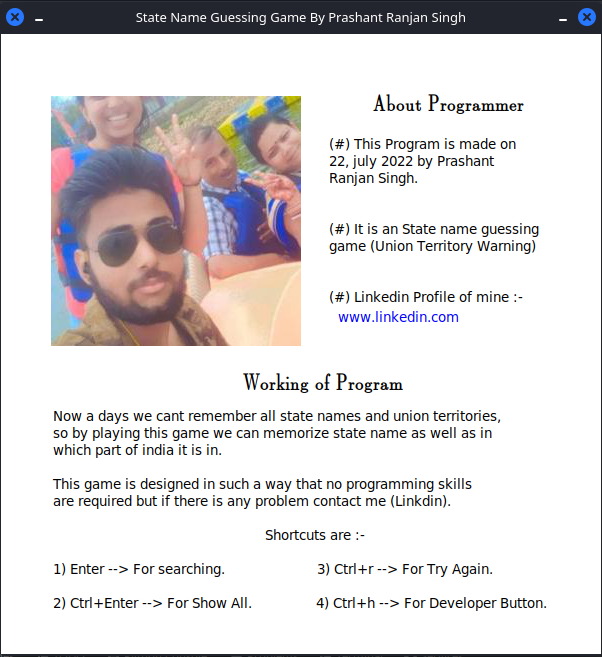 State Name Guessing Game By Prashant Ranjan Singh
About Programmer
(#) This Program is made on
22, july 2022 by Prashant
Ranjan Singh.
(#) It is an State name guessing
game (Union Territory Warning)
(#) Linkedin Profile of mine :-
www.linkedin.com
Working of Program
Now a days we cant remember all state names and union territories,
so by playing this game we can memorize state name as well as in
which part of india it is in.
This game is designed in such a way that no programming skills
are required but if there is any problem contact me (Linkdin).
Shortcuts are :-
1) Enter --> For searching.
3) Ctrl+r --> For Try Again.
2) Ctrl+Enter --> For Show All.
4) Ctrl+h --> For Developer Button.